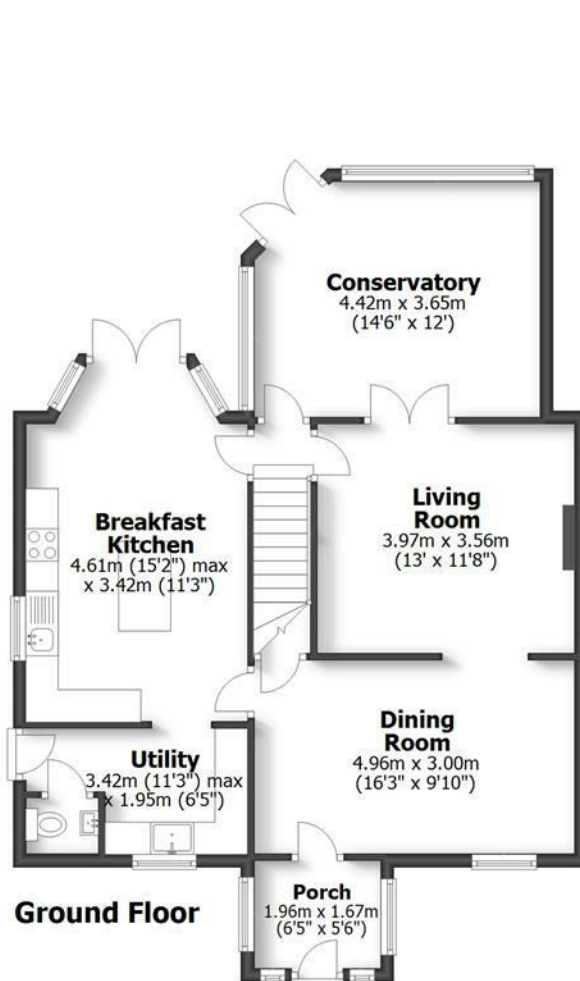 Conservatory
4.42m x 3.65m
(14'6" x 12')
Breakfast
Kitchen
4.61m (15'2") max
x 3.42m (11'3")
Living
Room
3.97m x 3.56m
(13' x 11'8")
Dining
Room
4.96m x 3.00m
(16'3" x 9'10")
Utility
3.42m (11'3") max
x 1.95m (6'5")
Porch
1.96m x 1.67m
(6'5" x 5'6")
Ground Floor